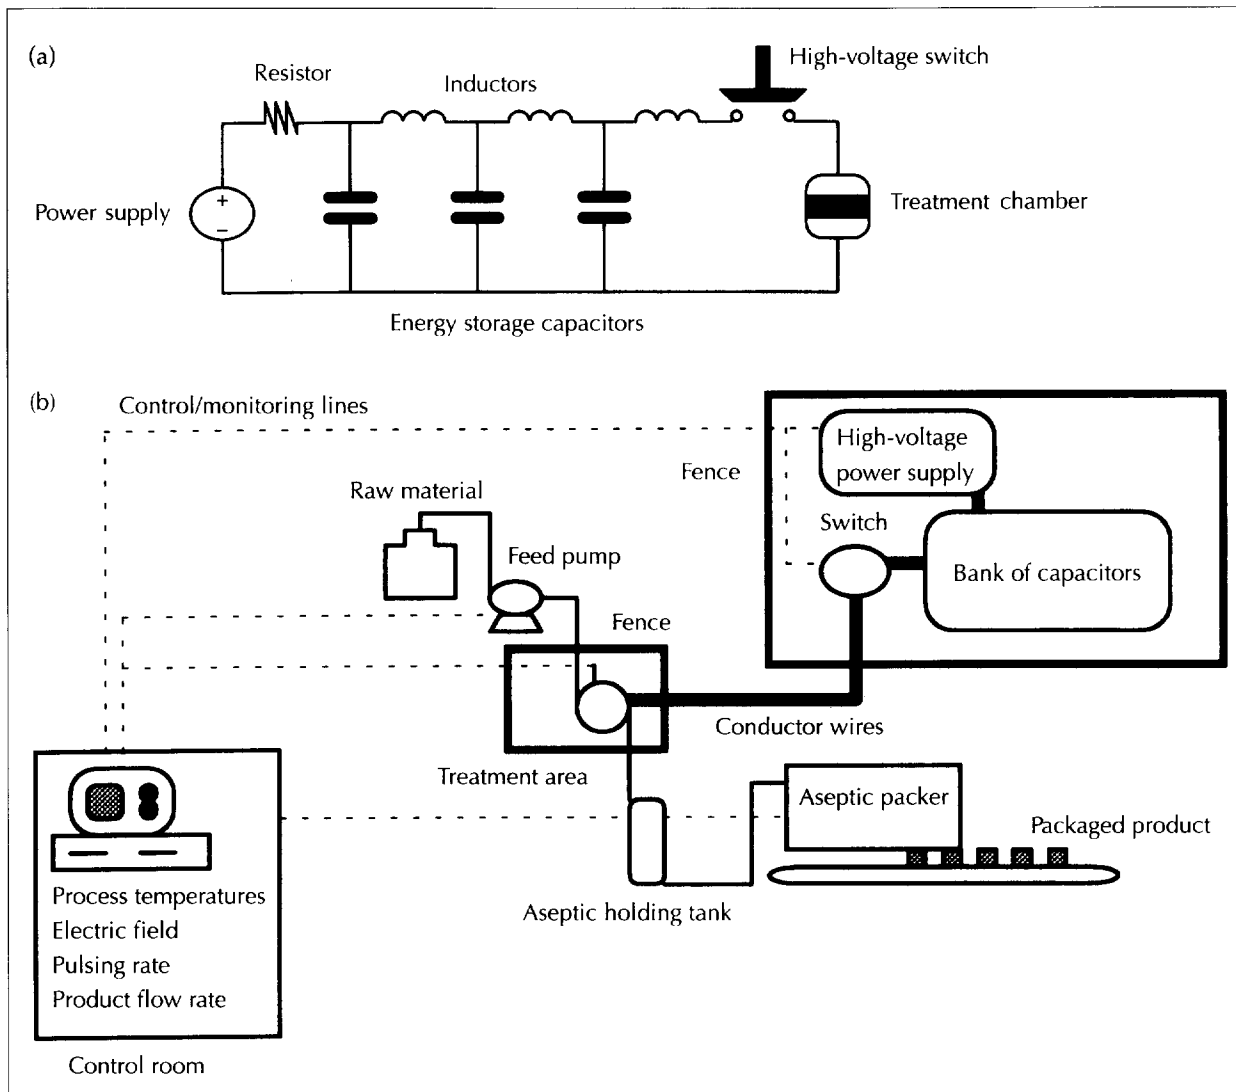 (a)
Resistor
Inductors
High-voltage switch
+
−
Power supply
Treatment chamber
Energy storage capacitors
(b)
Control/monitoring lines
High-voltage
power supply
Fence
Raw material
Switch
Feed pump
Bank of capacitors
Fence
Conductor wires
Treatment area
Aseptic packer
Packaged product
Process temperatures
Aseptic holding tank
Electric field
Pulsing rate
Product flow rate
Control room